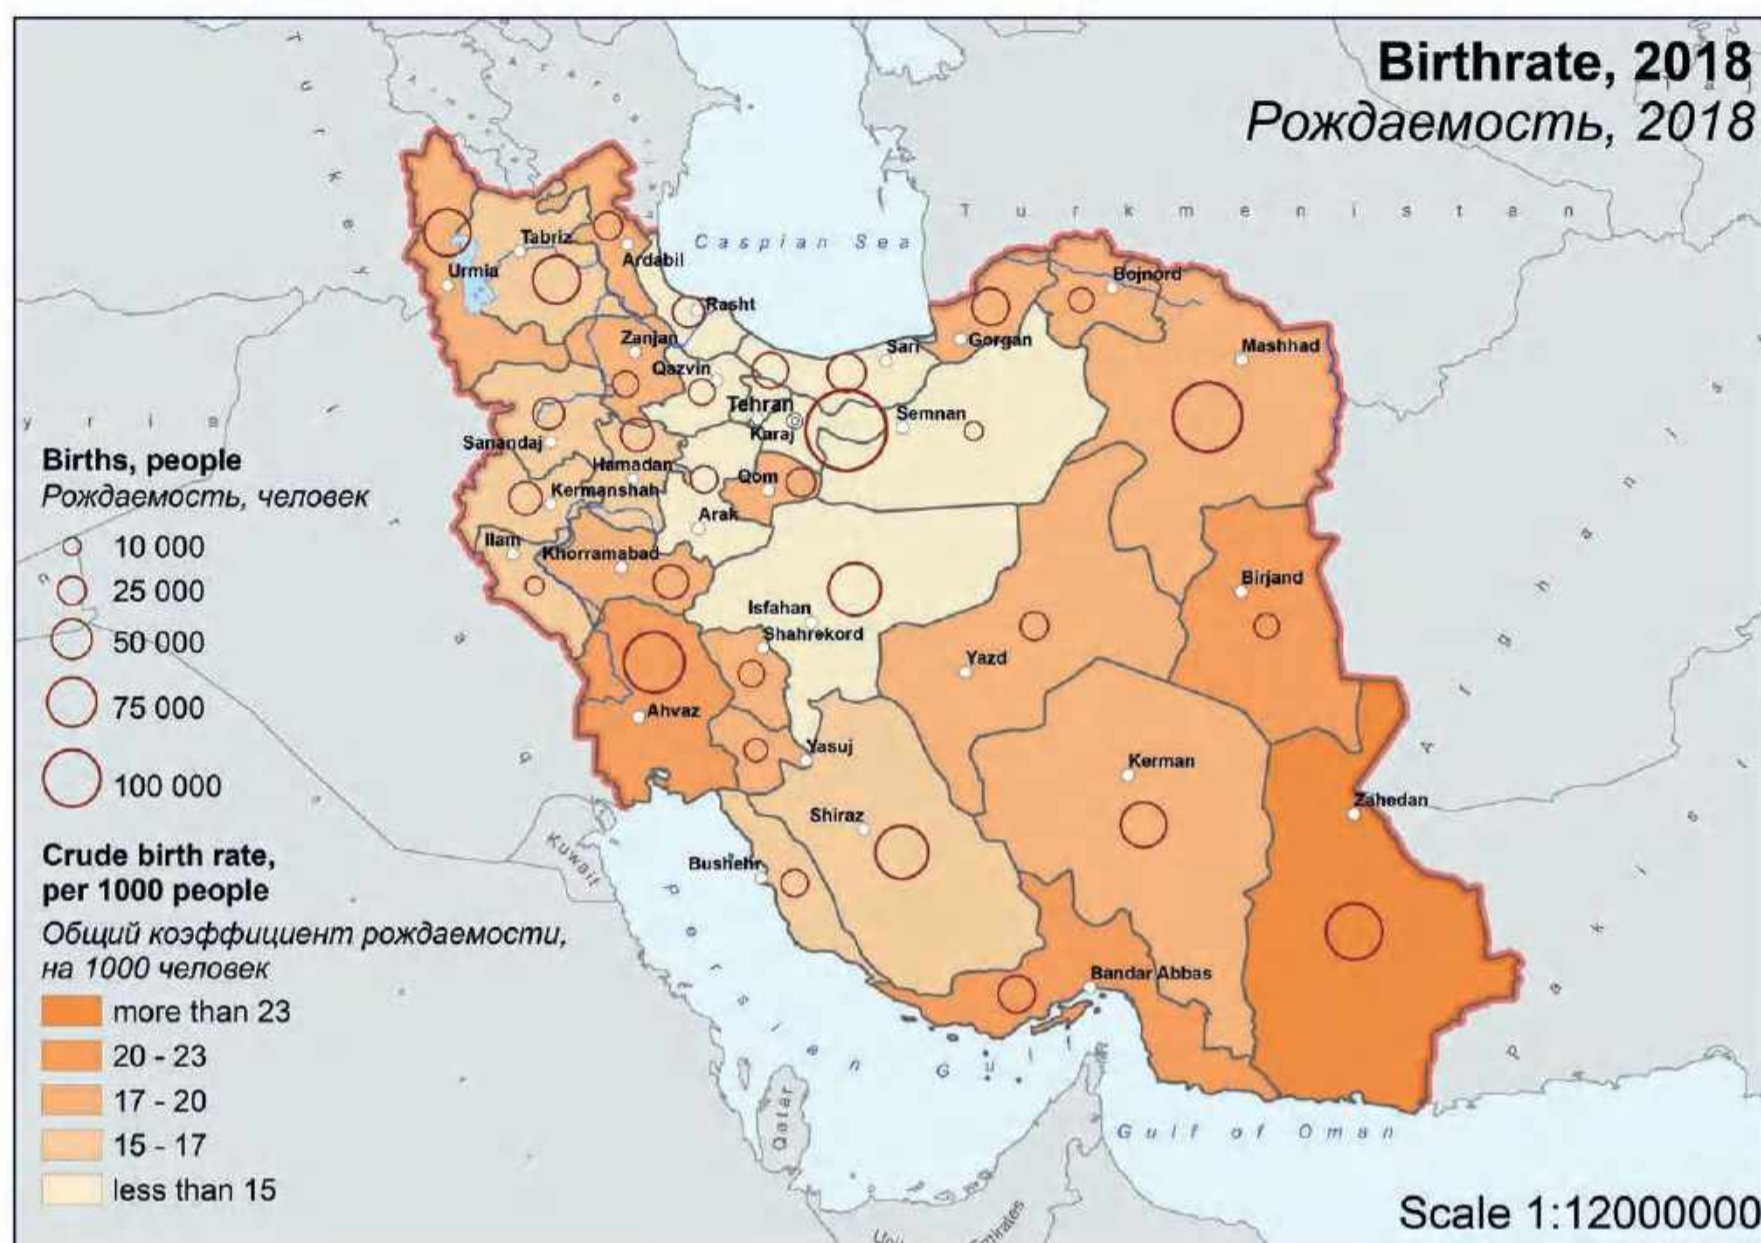 Birthrate, 2018
Рождаемость, 2018
Turkey
Caspian Sea
Turkmenistan
Tabriz
Urmia
Ardabil
Rasht
Bojnord
Zanjan
Sari
Gorgan
Mashhad
Qazvin
Tehran
Karaj
Semnan
Sanandaj
Hamadan
Qom
Kermanshah
Arak
Ilam
Khorramabad
Birjand
Isfahan
Shahrekord
Yazd
Ahvaz
Yasuj
Kerman
Zahedan
Shiraz
Bushehr
Bandar Abbas
Kuwait
Persian Gulf
Qatar
Gulf of Oman
Emirates
Births, people
Рождаемость, человек
10 000
25 000
50 000
75 000
100 000
Crude birth rate,
per 1000 people
Общий коэффициент рождаемости,
на 1000 человек
more than 23
20 - 23
17 - 20
15 - 17
less than 15
Scale 1:12000000